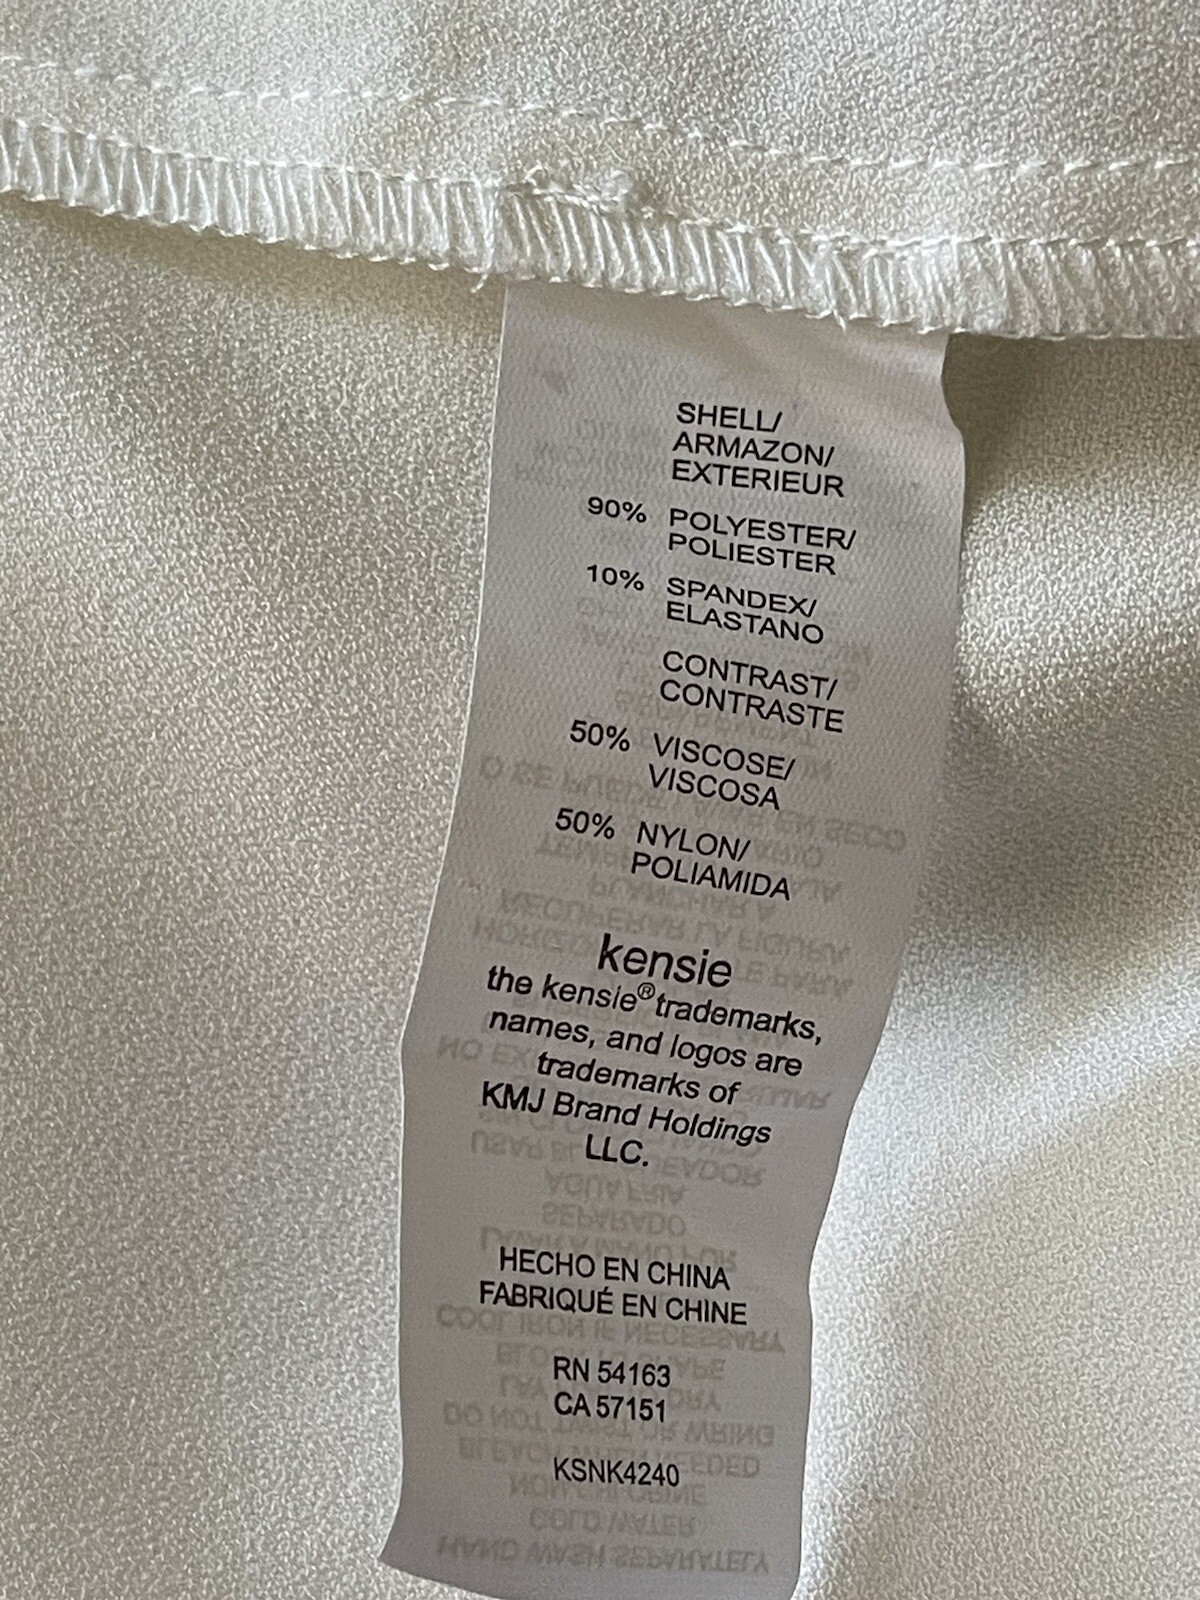 SHELL/
ARMAZON/
EXTERIEUR
90% POLYESTER/
POLIESTER
10% SPANDEX/
ELASTANO
CONTRAST/
CONTRASTE
50% VISCOSE/
VISCOSA
50% NYLON/
POLIAMIDA
kensie
the kensie® trademarks,
names, and logos are
trademarks of
KMJ Brand Holdings
LLC.
HECHO EN CHINA
FABRIQUÉ EN CHINE
RN 54163
CA 57151
KSNK4240